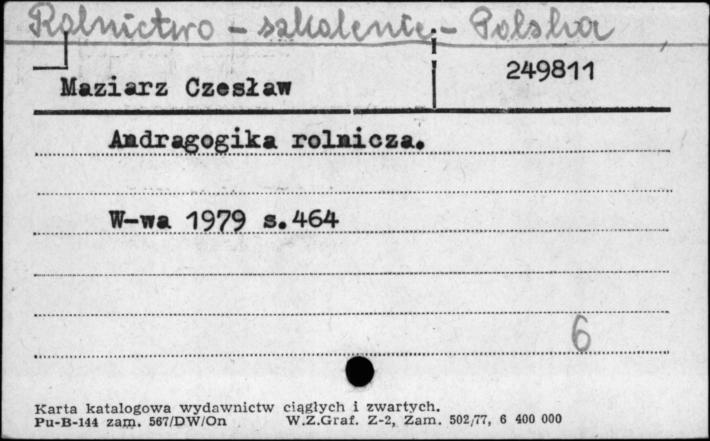 Rolnictwo - szkolenie - Polska
249811
Maziarz Czesław
Andragogika rolnicza.
W-wa 1979 s.464
6
Karta katalogowa wydawnictw ciągłych i zwartych.
Pu-B-144 zam. 567/DW/On W.Z.Graf. Z-2, Zam. 502/77, 6 400 000